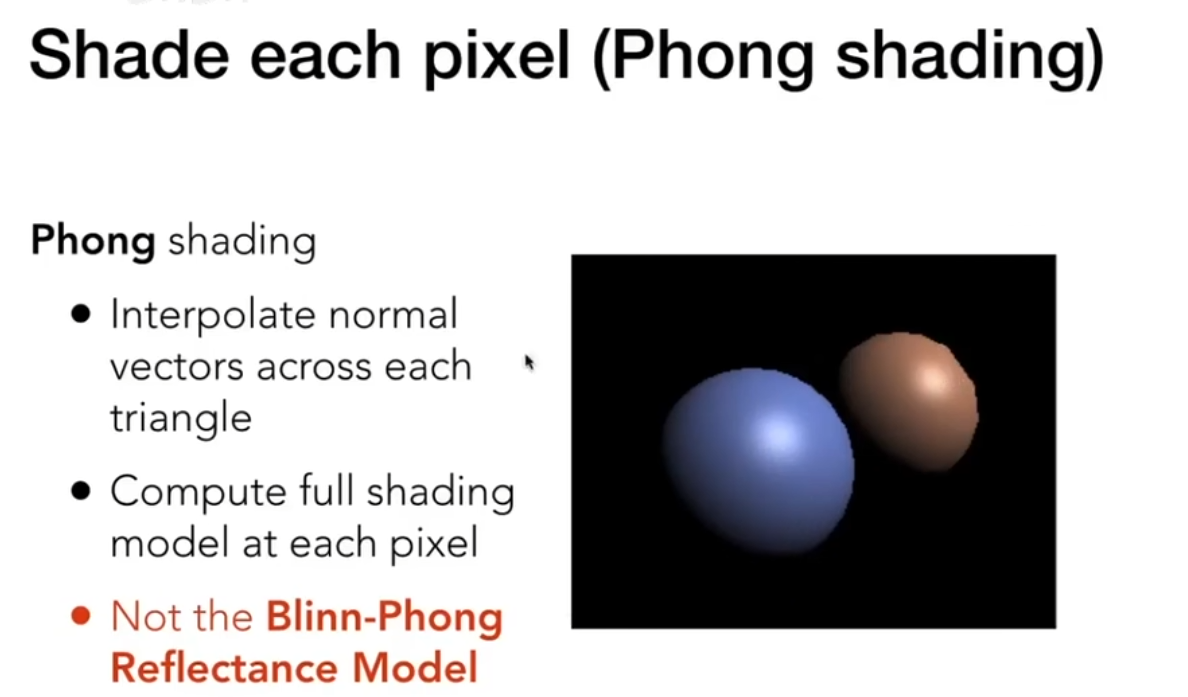 Shade each pixel (Phong shading)
Phong shading
• Interpolate normal
vectors across each
triangle
• Compute full shading
model at each pixel
• Not the Blinn-Phong
Reflectance Model